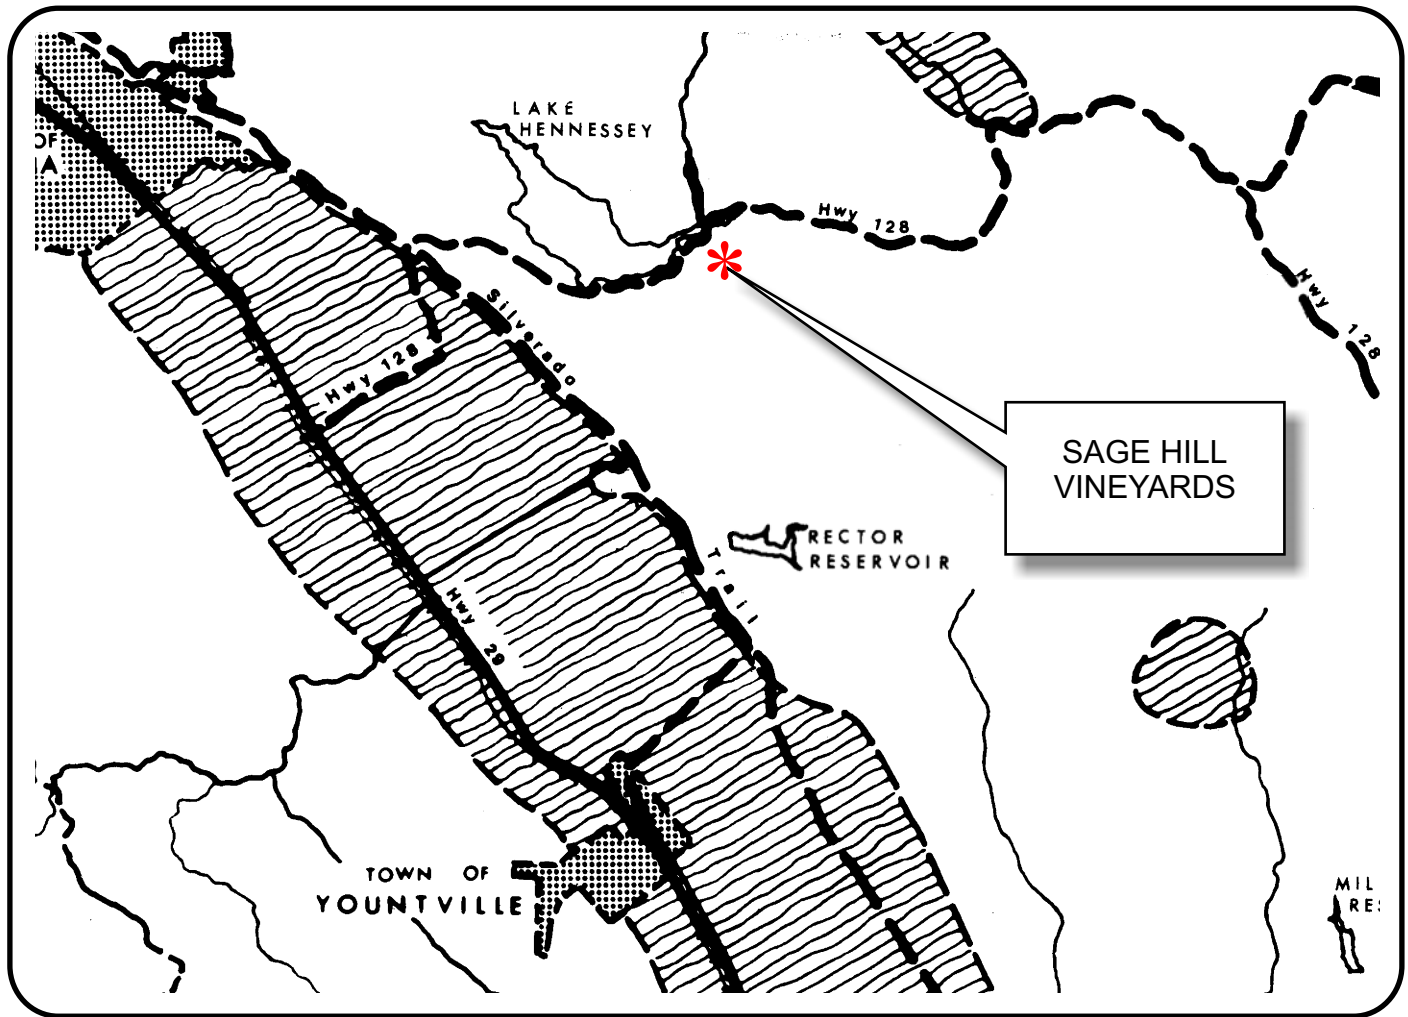 LAKE
HENNESSEY
OF
Hwy 128
Hwy 128
Silverado
Hwy 128
SAGE HILL
VINEYARDS
RECTOR
RESERVOIR
Trail
Hwy 29
TOWN OF
YOUNTVILLE
MIL
RES